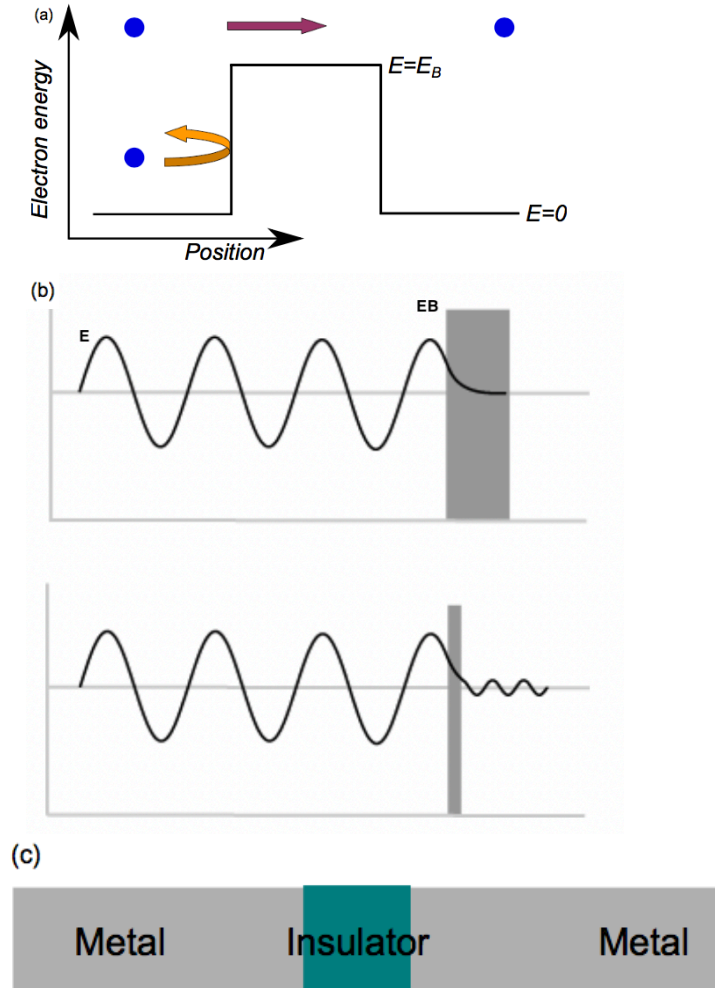 (a)
Electron energy
E=E_B
E=0
Position
(b)
E
EB
(c)
Metal
Insulator
Metal